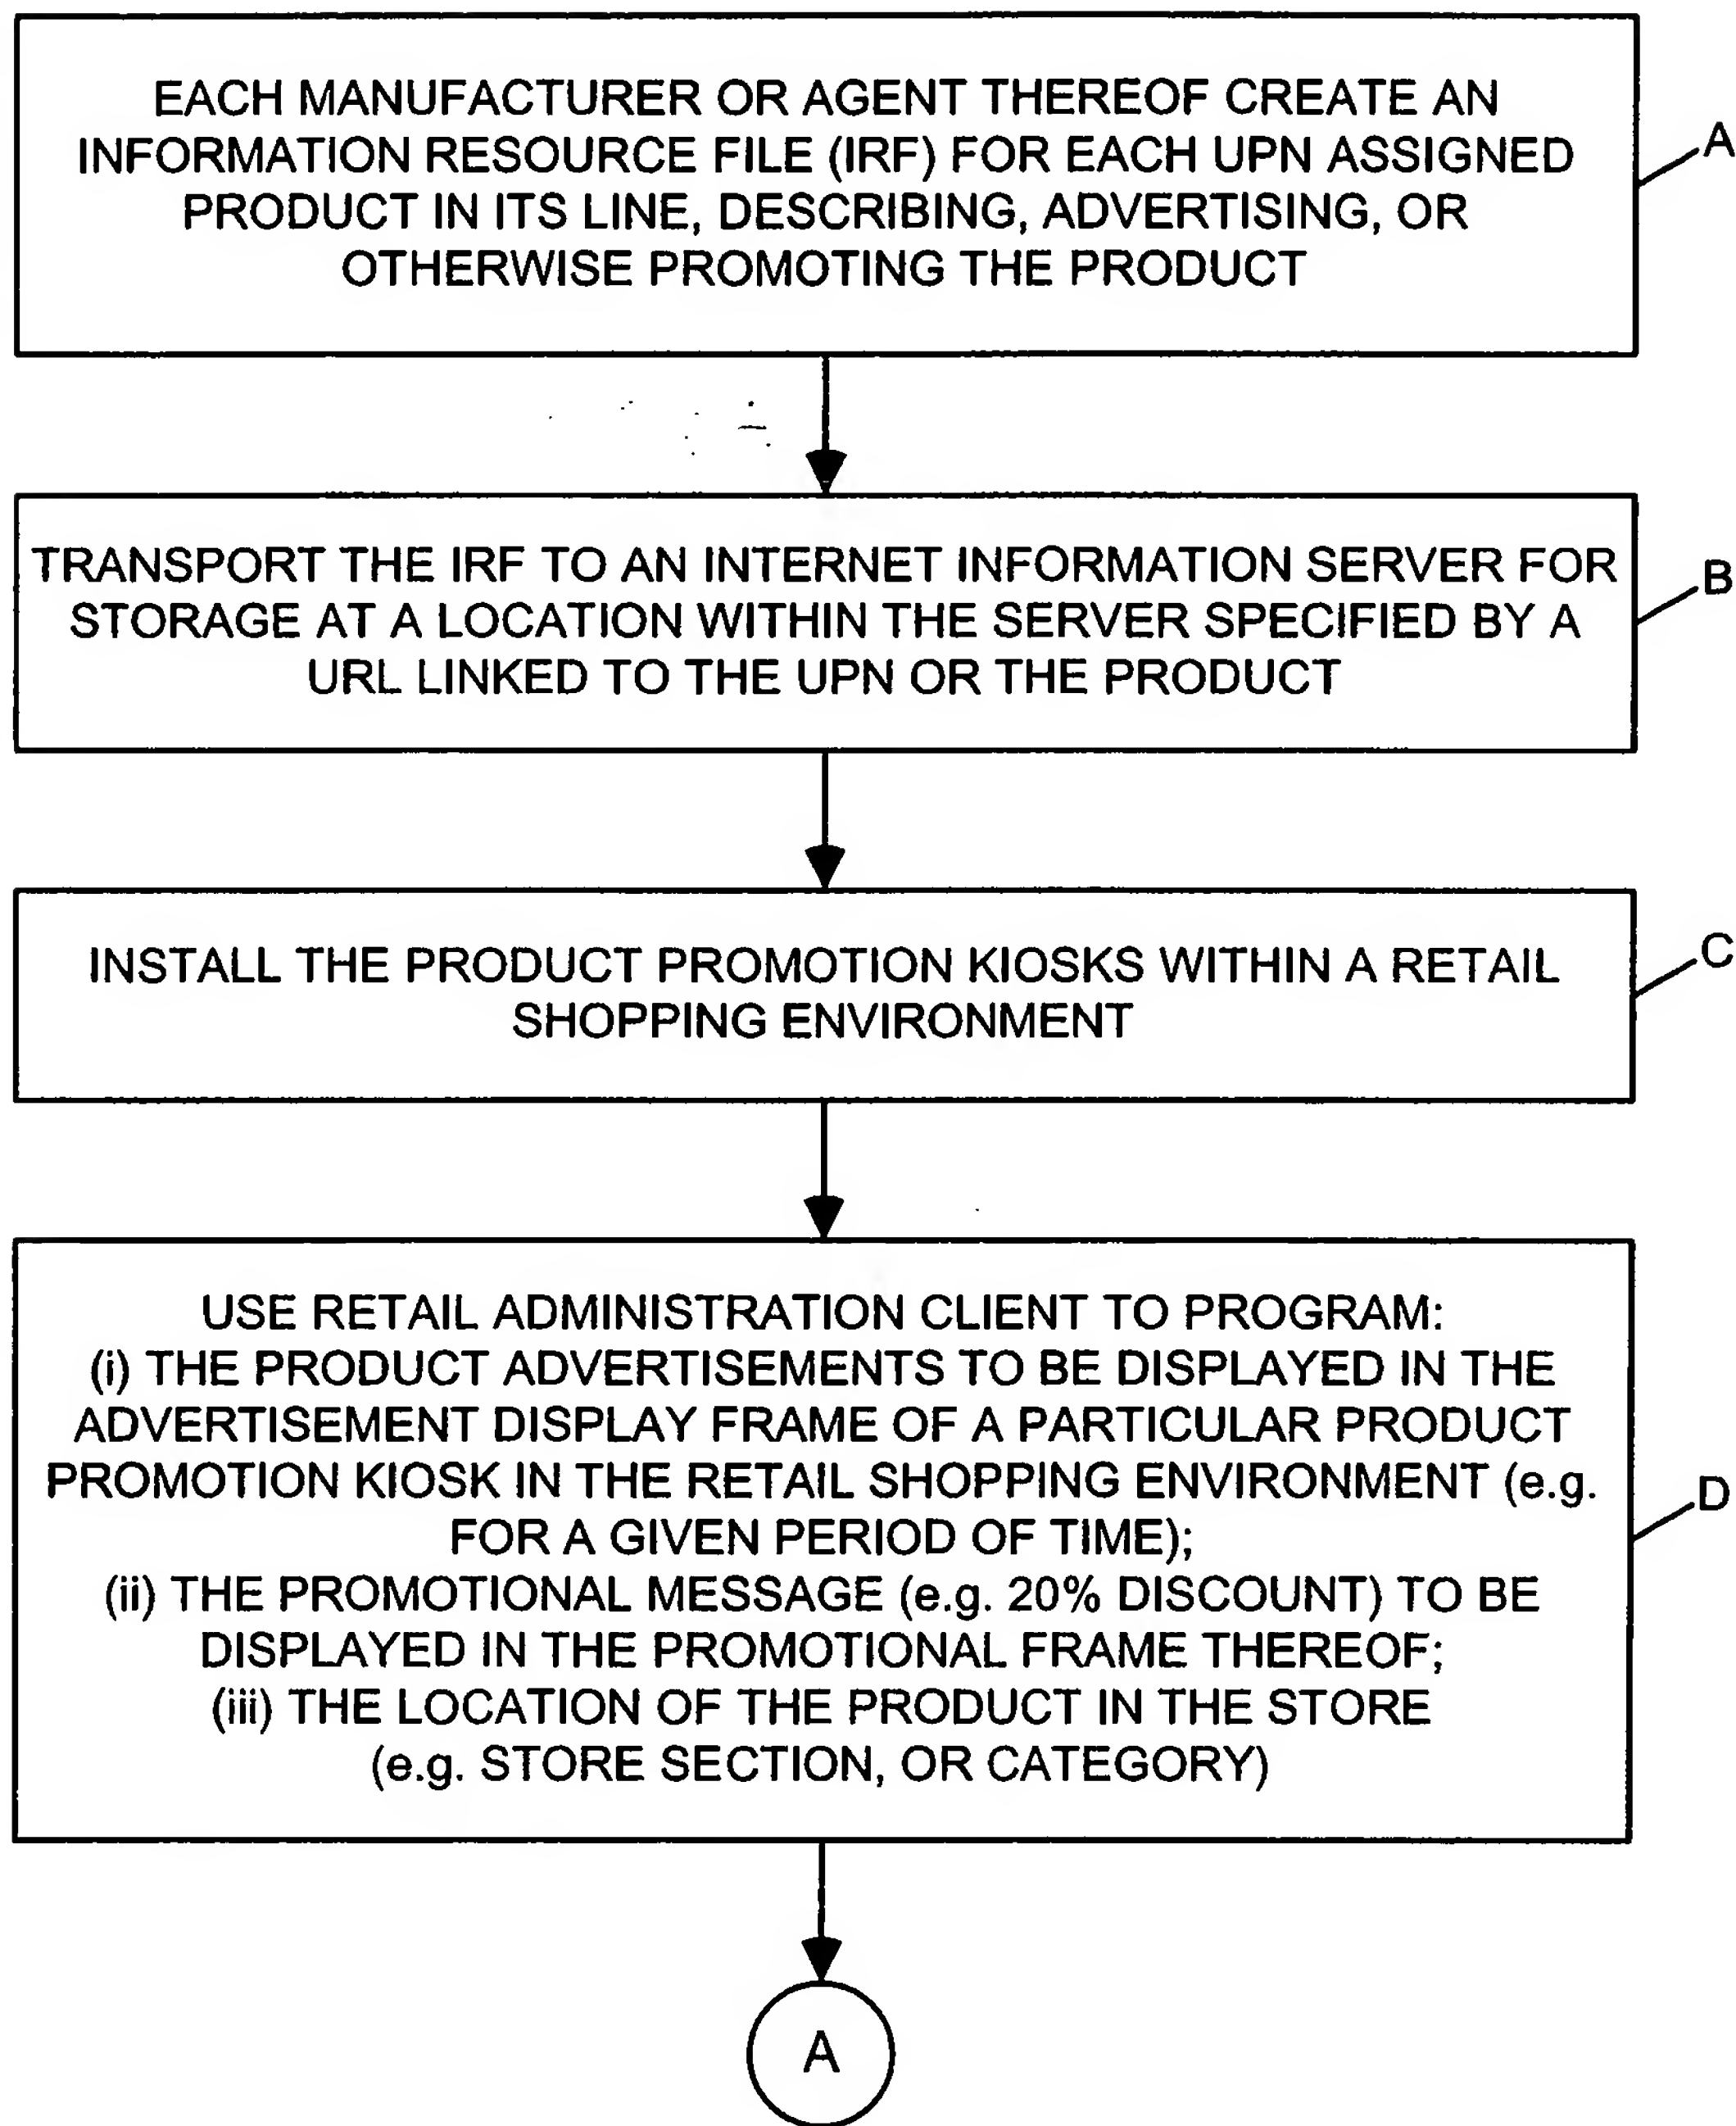 EACH MANUFACTURER OR AGENT THEREOF CREATE AN
INFORMATION RESOURCE FILE (IRF) FOR EACH UPN ASSIGNED
PRODUCT IN ITS LINE, DESCRIBING, ADVERTISING, OR
OTHERWISE PROMOTING THE PRODUCT
A
TRANSPORT THE IRF TO AN INTERNET INFORMATION SERVER FOR
STORAGE AT A LOCATION WITHIN THE SERVER SPECIFIED BY A
URL LINKED TO THE UPN OR THE PRODUCT
B
INSTALL THE PRODUCT PROMOTION KIOSKS WITHIN A RETAIL
SHOPPING ENVIRONMENT
C
USE RETAIL ADMINISTRATION CLIENT TO PROGRAM:
(i) THE PRODUCT ADVERTISEMENTS TO BE DISPLAYED IN THE
ADVERTISEMENT DISPLAY FRAME OF A PARTICULAR PRODUCT
PROMOTION KIOSK IN THE RETAIL SHOPPING ENVIRONMENT (e.g.
FOR A GIVEN PERIOD OF TIME);
(ii) THE PROMOTIONAL MESSAGE (e.g. 20% DISCOUNT) TO BE
DISPLAYED IN THE PROMOTIONAL FRAME THEREOF;
(iii) THE LOCATION OF THE PRODUCT IN THE STORE
(e.g. STORE SECTION, OR CATEGORY)
D
A